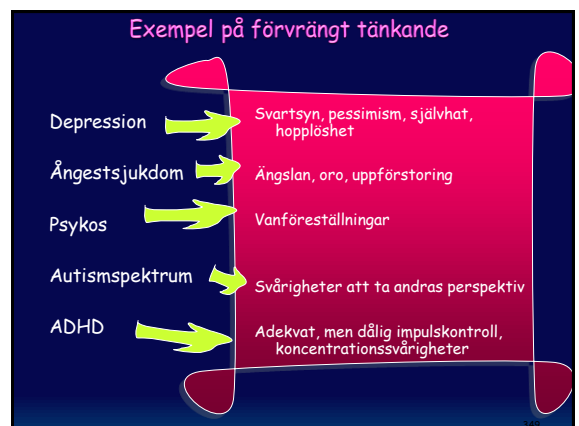 Exempel på förvrängt tänkande
Depression
Svartsyn, pessimism, självhat,
hopplöshet
Ångestsjukdom
Ängslan, oro, uppförstoring
Psykos
Vanföreställningar
Autismspektrum
Svårigheter att ta andras perspektiv
ADHD
Adekvat, men dålig impulskontroll,
koncentrationssvårigheter
349